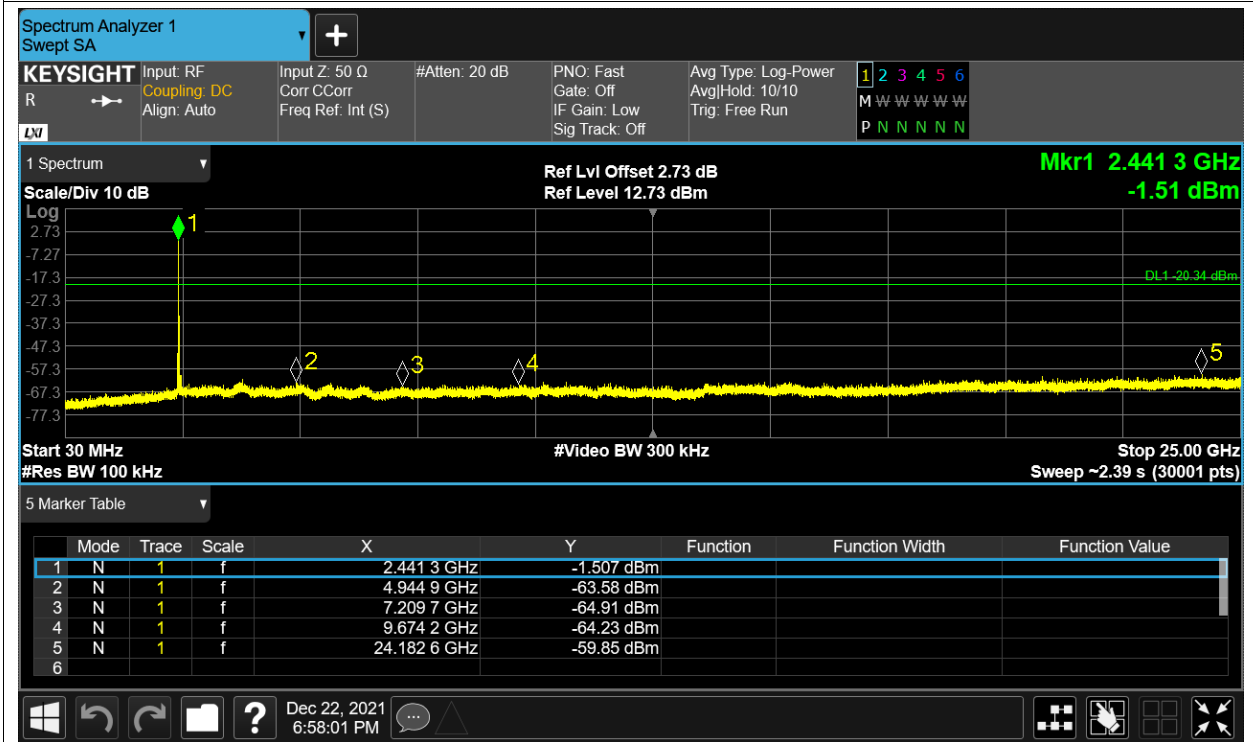 Spectrum Analyzer 1
Swept SA
KEYSIGHT
R
LXI
Input: RF
Coupling: DC
Align: Auto
Input Z: 50 Ω
Corr CCorr
Freq Ref: Int (S)
#Atten: 20 dB
PNO: Fast
Gate: Off
IF Gain: Low
Sig Track: Off
Avg Type: Log-Power
Avg|Hold: 10/10
Trig: Free Run
1 2 3 4 5 6
M W W W W W
P N N N N N
1 Spectrum
Scale/Div 10 dB
Ref Lvl Offset 2.73 dB
Ref Level 12.73 dBm
Mkr1 2.441 3 GHz
-1.51 dBm
Log
2.73
-7.27
-17.3
-27.3
-37.3
-47.3
-57.3
-67.3
-77.3
1
2
3
4
5
DL1 -20.34 dBm
Start 30 MHz
#Res BW 100 kHz
#Video BW 300 kHz
Stop 25.00 GHz
Sweep ~2.39 s (30001 pts)
5 Marker Table
Mode Trace Scale X Y Function Function Width Function Value
1 N 1 f 2.441 3 GHz -1.507 dBm
2 N 1 f 4.944 9 GHz -63.58 dBm
3 N 1 f 7.209 7 GHz -64.91 dBm
4 N 1 f 9.674 2 GHz -64.23 dBm
5 N 1 f 24.182 6 GHz -59.85 dBm
6
?
Dec 22, 2021
6:58:01 PM